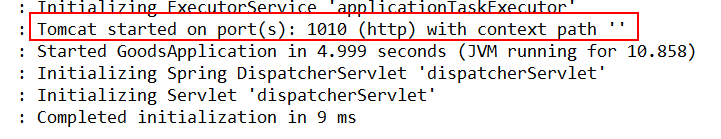 : Initializing ExecutorService 'applicationTaskExecutor'
: Tomcat started on port(s): 1010 (http) with context path ''
: Started GoodsApplication in 4.999 seconds (JVM running for 10.858)
: Initializing Spring DispatcherServlet 'dispatcherServlet'
: Initializing Servlet 'dispatcherServlet'
: Completed initialization in 9 ms